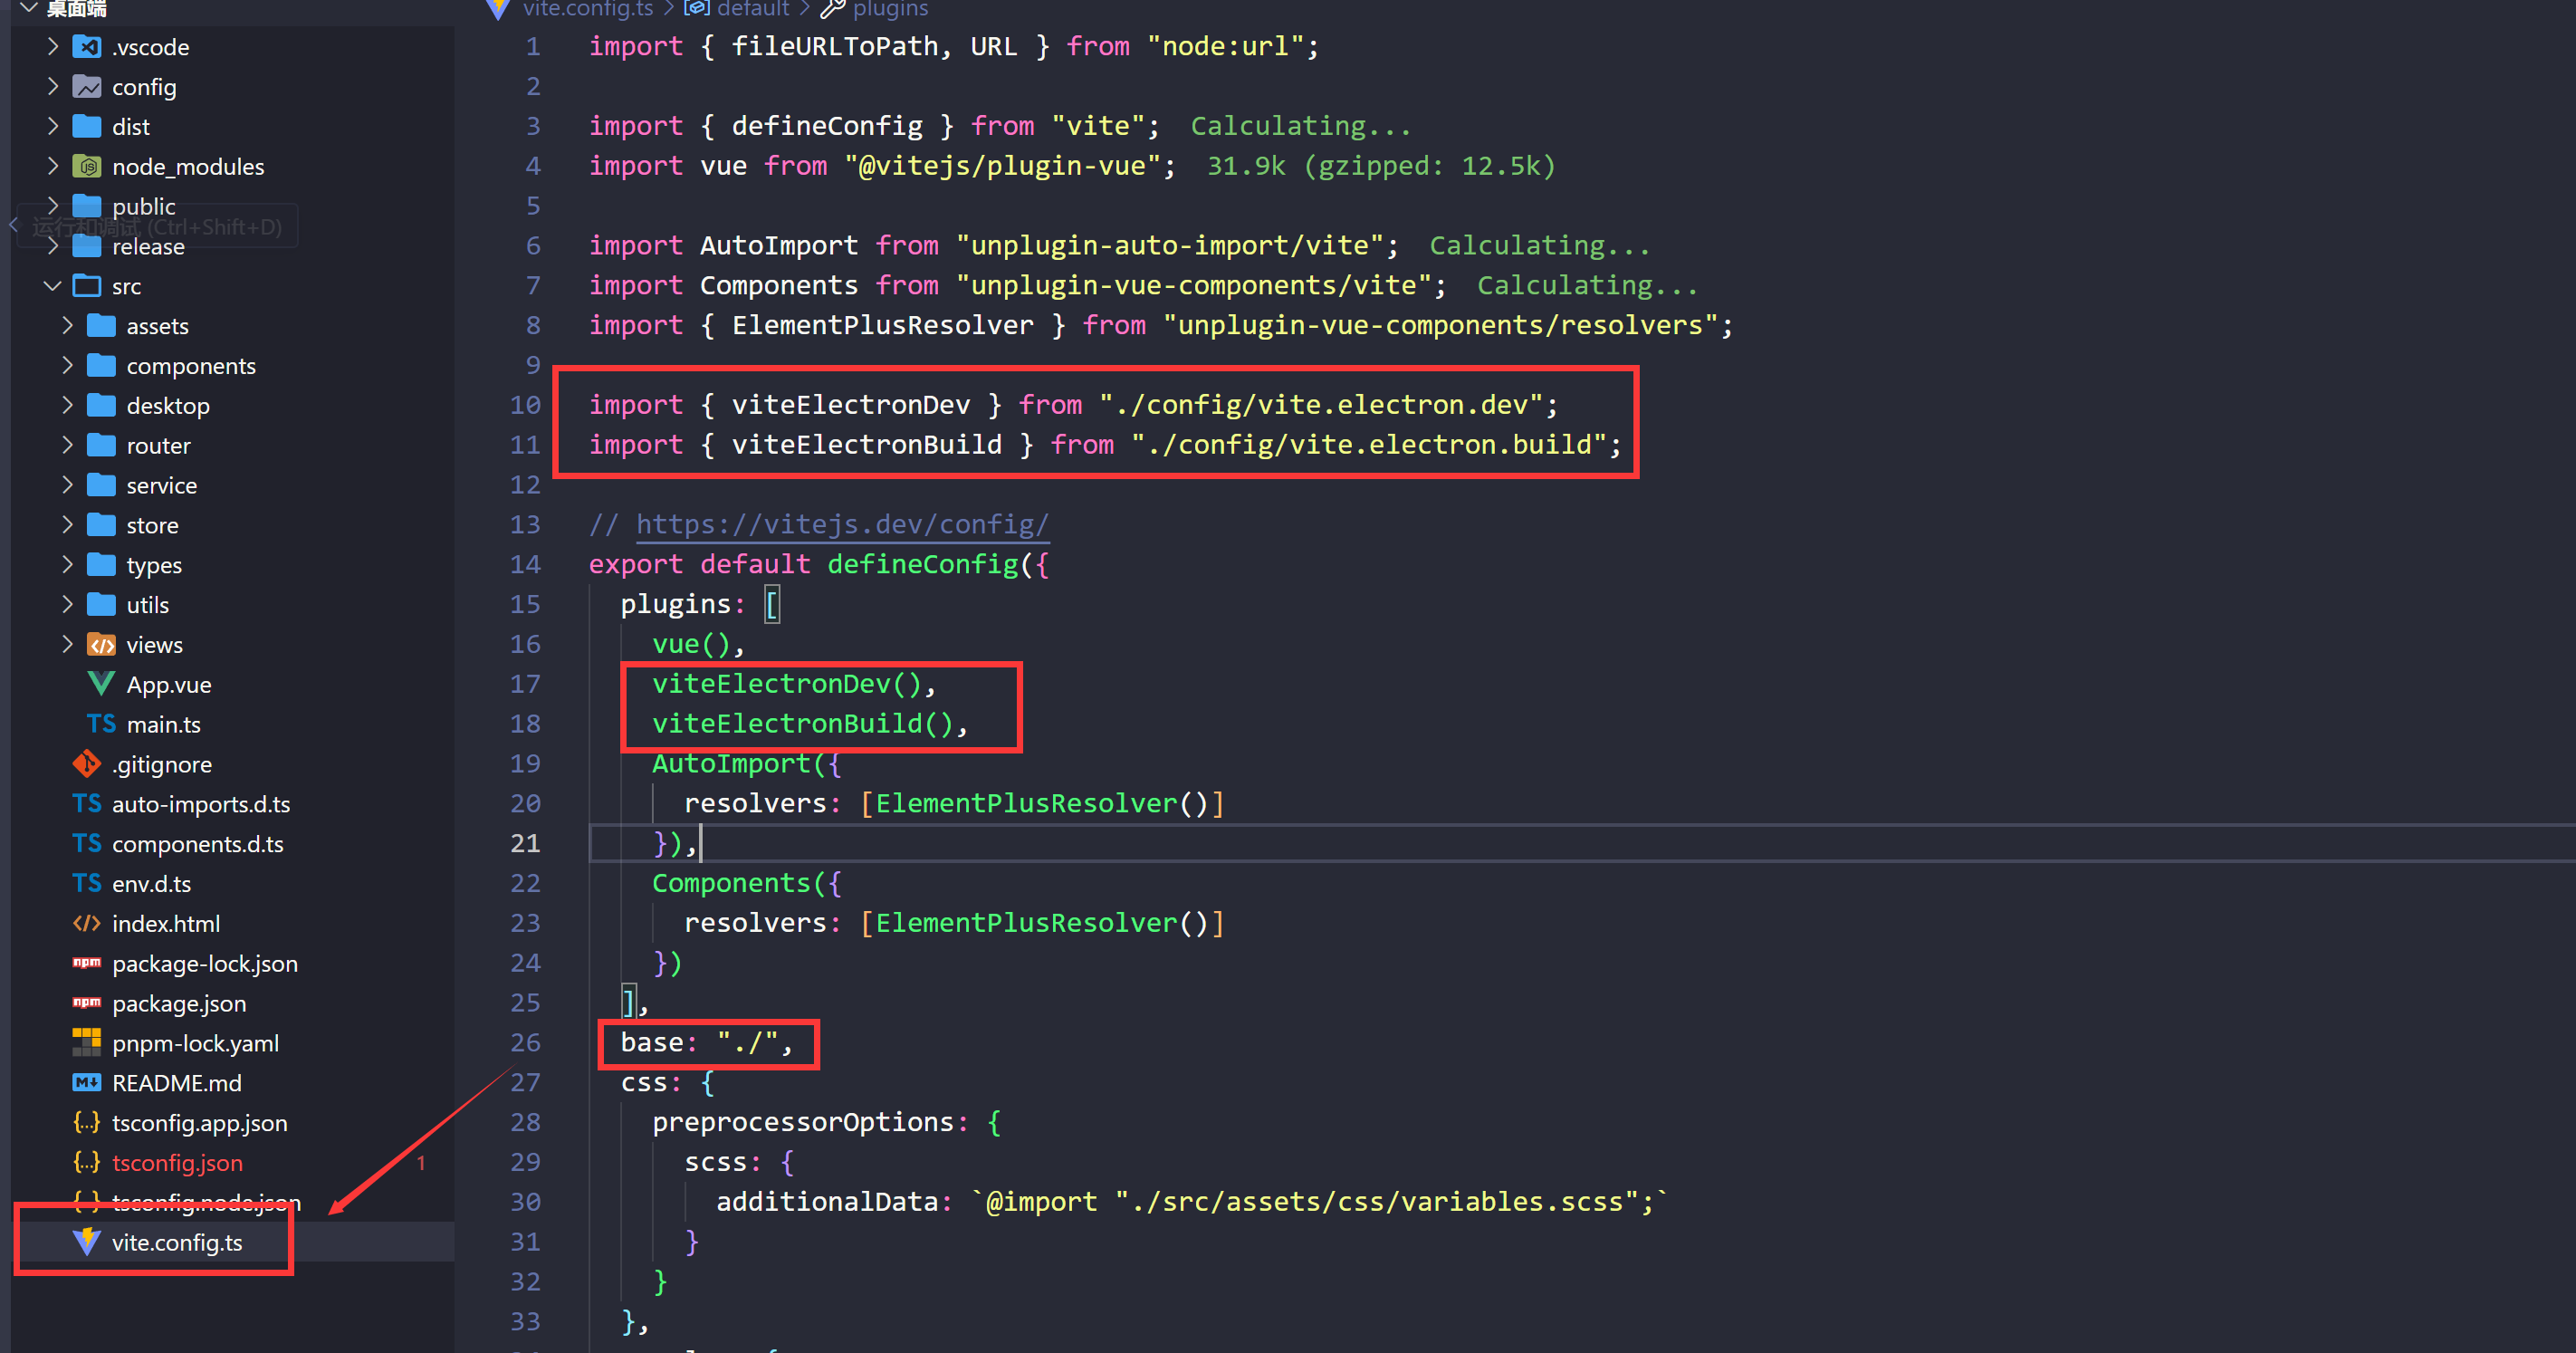 桌面端
.vscode
config
dist
node_modules
public
运行和调试 (Ctrl+Shift+D)
release
src
assets
components
desktop
router
service
store
types
utils
views
App.vue
TS main.ts
.gitignore
TS auto-imports.d.ts
TS components.d.ts
TS env.d.ts
</> index.html
npm package-lock.json
npm package.json
pnpm-lock.yaml
M README.md
{...} tsconfig.app.json
{...} tsconfig.json 1
{...} tsconfig.node.json
vite.config.ts
vite.config.ts > default > plugins
1 import { fileURLToPath, URL } from "node:url";
2
3 import { defineConfig } from "vite"; Calculating...
4 import vue from "@vitejs/plugin-vue"; 31.9k (gzipped: 12.5k)
5
6 import AutoImport from "unplugin-auto-import/vite"; Calculating...
7 import Components from "unplugin-vue-components/vite"; Calculating...
8 import { ElementPlusResolver } from "unplugin-vue-components/resolvers";
9
10 import { viteElectronDev } from "./config/vite.electron.dev";
11 import { viteElectronBuild } from "./config/vite.electron.build";
12
13 // https://vitejs.dev/config/
14 export default defineConfig({
15 plugins: [
16 vue(),
17 viteElectronDev(),
18 viteElectronBuild(),
19 AutoImport({
20 resolvers: [ElementPlusResolver()]
21 }),
22 Components({
23 resolvers: [ElementPlusResolver()]
24 })
25 ],
26 base: "./",
27 css: {
28 preprocessorOptions: {
29 scss: {
30 additionalData: `@import "./src/assets/css/variables.scss";`
31 }
32 }
33 },